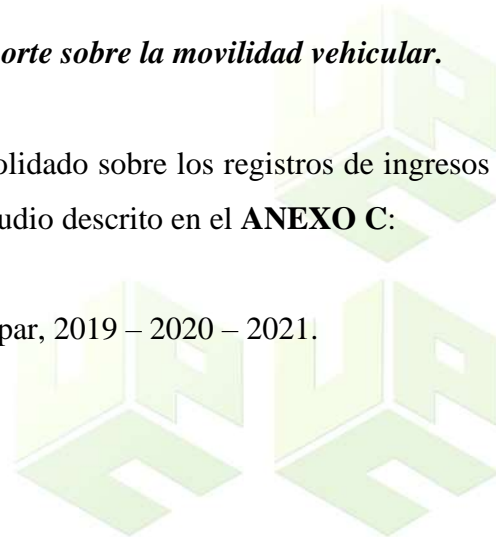 orte sobre la movilidad vehicular.
olidado sobre los registros de ingresos
udio descrito en el ANEXO C:
par, 2019 – 2020 – 2021.